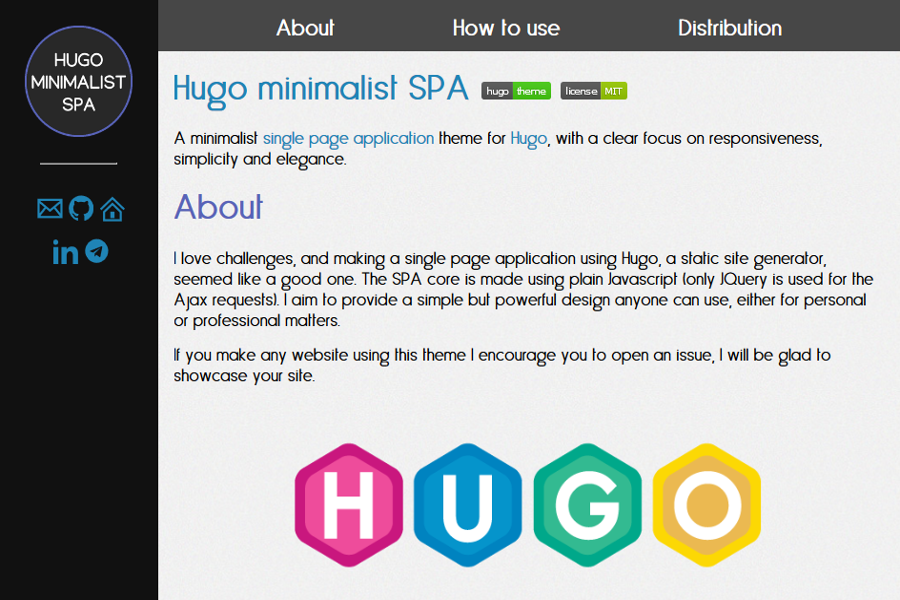 HUGO
MINIMALIST
SPA
About How to use Distribution
Hugo minimalist SPA hugo theme license MIT
A minimalist single page application theme for Hugo, with a clear focus on responsiveness,
simplicity and elegance.
About
I love challenges, and making a single page application using Hugo, a static site generator,
seemed like a good one. The SPA core is made using plain Javascript (only JQuery is used for the
Ajax requests). I aim to provide a simple but powerful design anyone can use, either for personal
or professional matters.
If you make any website using this theme I encourage you to open an issue, I will be glad to
showcase your site.
in
HUGO